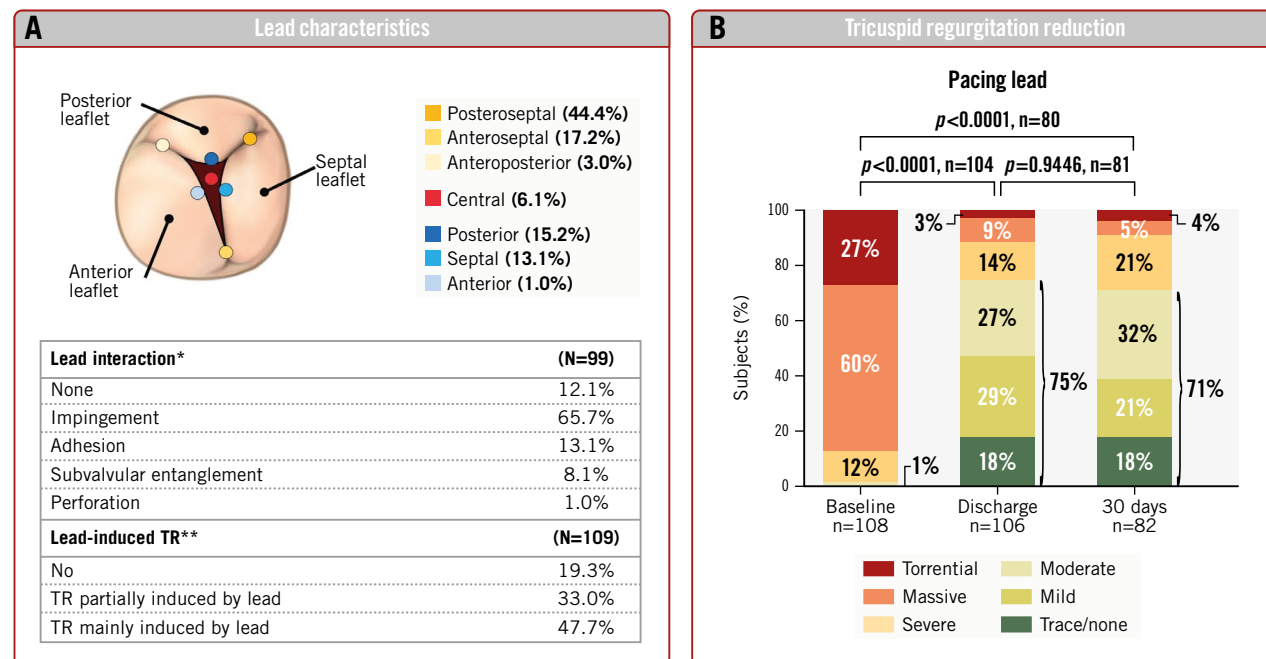 A
Lead characteristics
Posterior
leaflet
Septal
leaflet
Anterior
leaflet
Posteroseptal (44.4%)
Anteroseptal (17.2%)
Anteroposterior (3.0%)
Central (6.1%)
Posterior (15.2%)
Septal (13.1%)
Anterior (1.0%)
Lead interaction* (N=99)
None 12.1%
Impingement 65.7%
Adhesion 13.1%
Subvalvular entanglement 8.1%
Perforation 1.0%
Lead-induced TR** (N=109)
No 19.3%
TR partially induced by lead 33.0%
TR mainly induced by lead 47.7%
B
Tricuspid regurgitation reduction
Pacing lead
p<0.0001, n=80
p<0.0001, n=104 p=0.9446, n=81
Subjects (%)
100
80
60
40
20
0
27%
60%
12%
1%
3%
9%
14%
27%
29%
18%
75%
4%
5%
21%
32%
21%
18%
71%
Baseline
n=108
Discharge
n=106
30 days
n=82
Torrential
Massive
Severe
Moderate
Mild
Trace/none